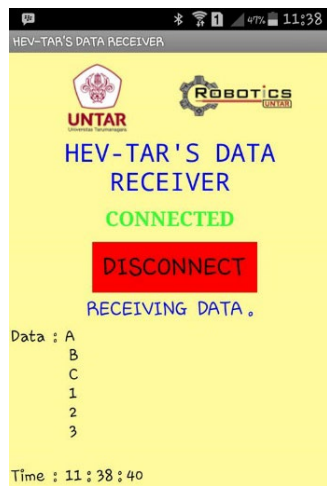 1 47% 11:38
HEV-TAR'S DATA RECEIVER
UNTAR
Universitas Tarumanagara
ROBOTICS
UNTAR
HEV-TAR'S DATA
RECEIVER
CONNECTED
DISCONNECT
RECEIVING DATA.
Data : A
B
C
1
2
3
Time : 11:38:40